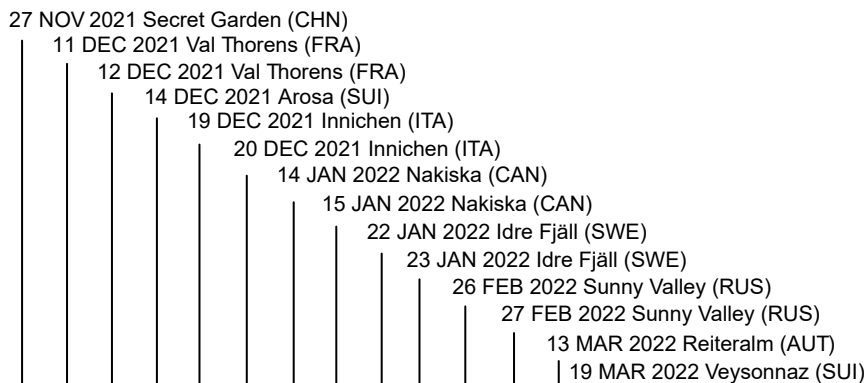 27 NOV 2021 Secret Garden (CHN)
11 DEC 2021 Val Thorens (FRA)
12 DEC 2021 Val Thorens (FRA)
14 DEC 2021 Arosa (SUI)
19 DEC 2021 Innichen (ITA)
20 DEC 2021 Innichen (ITA)
14 JAN 2022 Nakiska (CAN)
15 JAN 2022 Nakiska (CAN)
22 JAN 2022 Idre Fjäll (SWE)
23 JAN 2022 Idre Fjäll (SWE)
26 FEB 2022 Sunny Valley (RUS)
27 FEB 2022 Sunny Valley (RUS)
13 MAR 2022 Reiteralm (AUT)
19 MAR 2022 Veysonnaz (SUI)